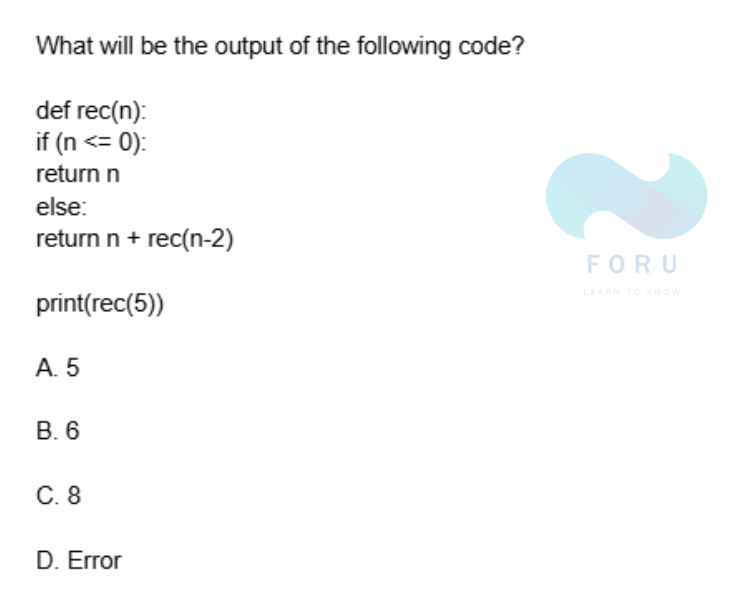 What will be the output of the following code?
def rec(n):
if (n <= 0):
return n
else:
return n + rec(n-2)
print(rec(5))
A. 5
B. 6
C. 8
D. Error
FORU
LEARN TO KNOW